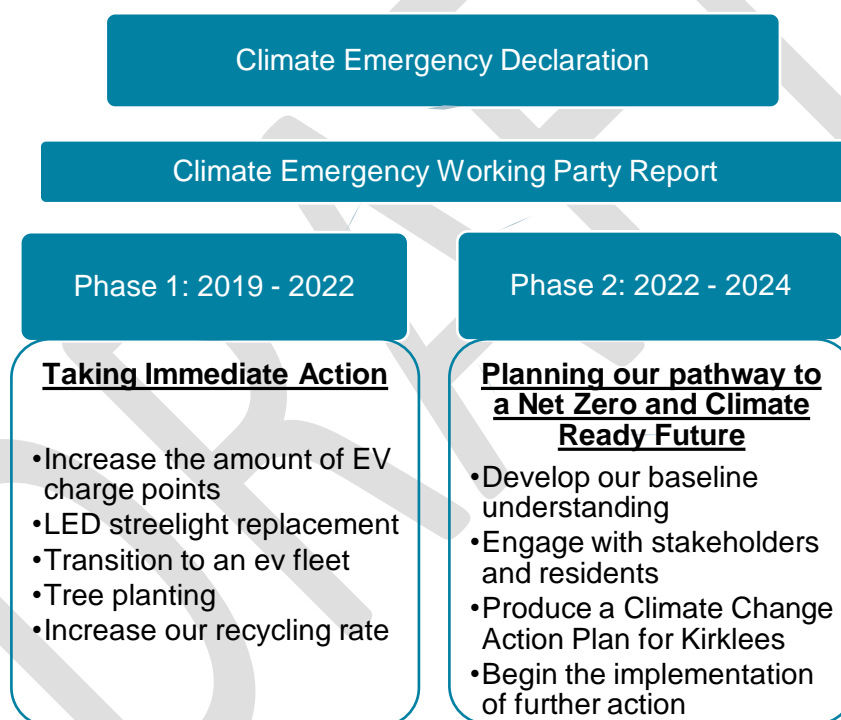 Climate Emergency Declaration
Climate Emergency Working Party Report
Phase 1: 2019 - 2022
Taking Immediate Action
•Increase the amount of EV
charge points
•LED streelight replacement
•Transition to an ev fleet
•Tree planting
•Increase our recycling rate
Phase 2: 2022 - 2024
Planning our pathway to
a Net Zero and Climate
Ready Future
•Develop our baseline
understanding
•Engage with stakeholders
and residents
•Produce a Climate Change
Action Plan for Kirklees
•Begin the implementation
of further action